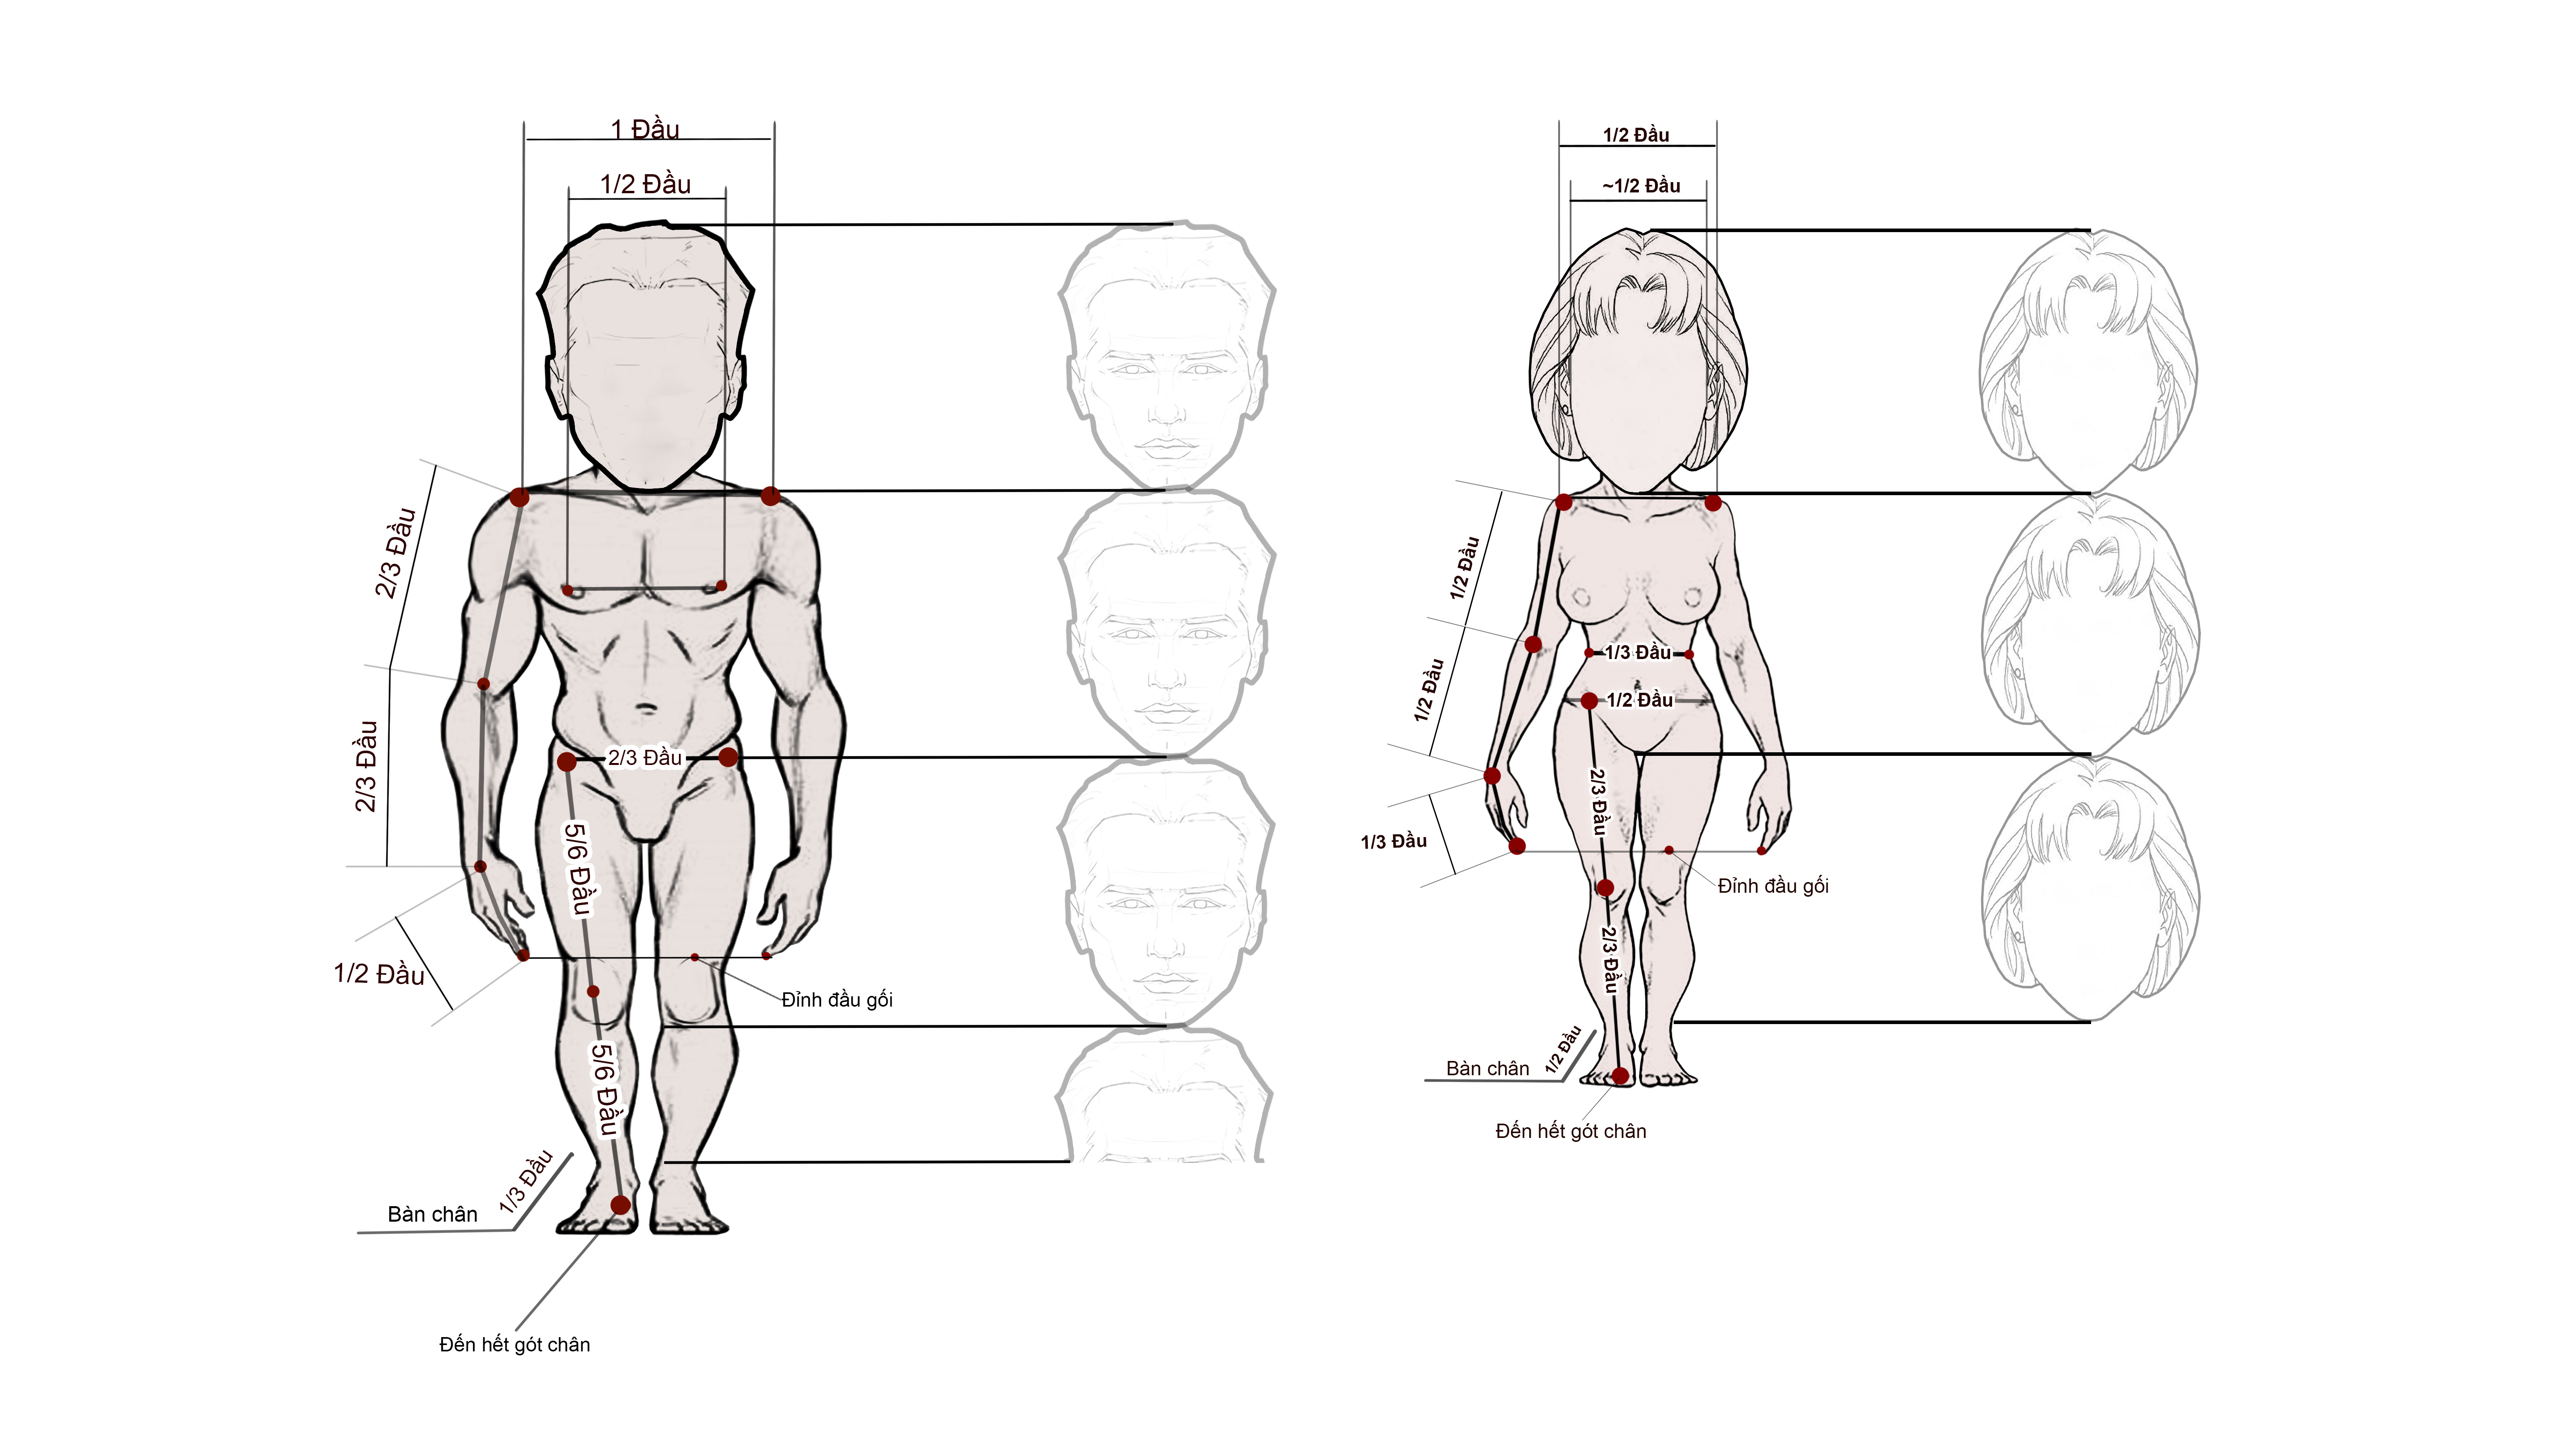 1 Đầu
1/2 Đầu
2/3 Đầu
2/3 Đầu
2/3 Đầu
5/6 Đầu
1/2 Đầu
Đỉnh đầu gối
5/6 Đầu
1/3 Đầu
Bàn chân
Đến hết gót chân
1/2 Đầu
~1/2 Đầu
1/2 Đầu
1/3 Đầu
1/2 Đầu
1/2 Đầu
2/3 Đầu
1/3 Đầu
Đỉnh đầu gối
2/3 Đầu
1/2 Đầu
Bàn chân
Đến hết gót chân